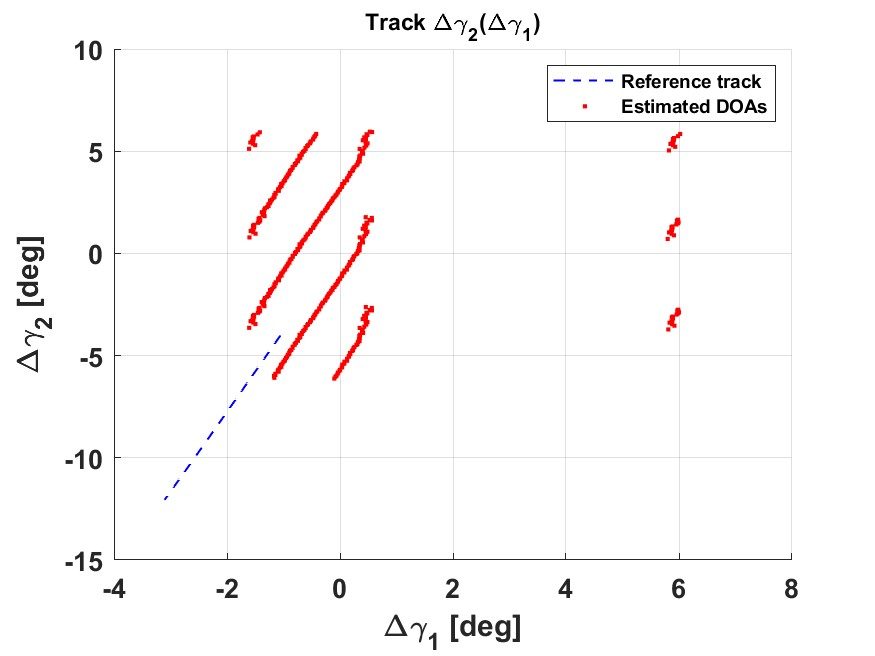 Track Δγ₂(Δγ₁)
Reference track
Estimated DOAs
10
5
0
-5
-10
-15
Δγ₂ [deg]
-4
-2
0
2
4
6
8
Δγ₁ [deg]